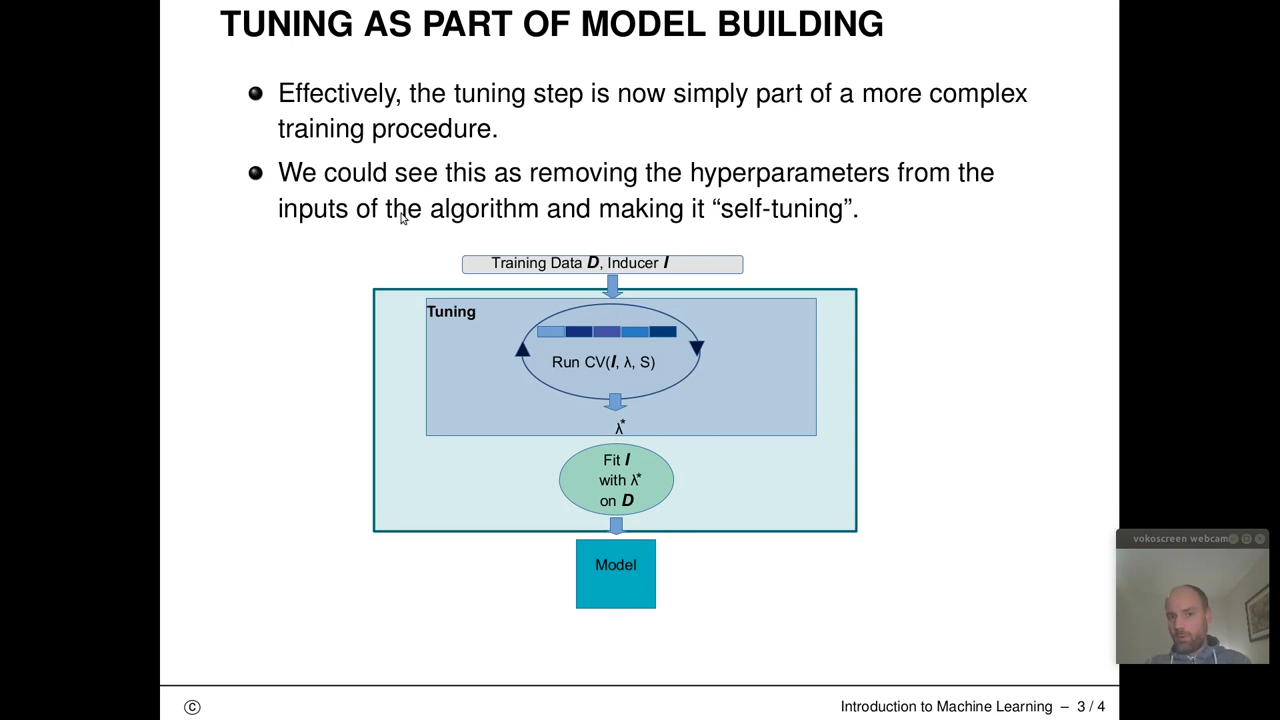 TUNING AS PART OF MODEL BUILDING
Effectively, the tuning step is now simply part of a more complex
training procedure.
We could see this as removing the hyperparameters from the
inputs of the algorithm and making it “self-tuning”.
Training Data D, Inducer I
Tuning
Run CV(I, λ, S)
λ*
Fit I
with λ*
on D
Model
vokoscreen webcam
© Introduction to Machine Learning – 3 / 4